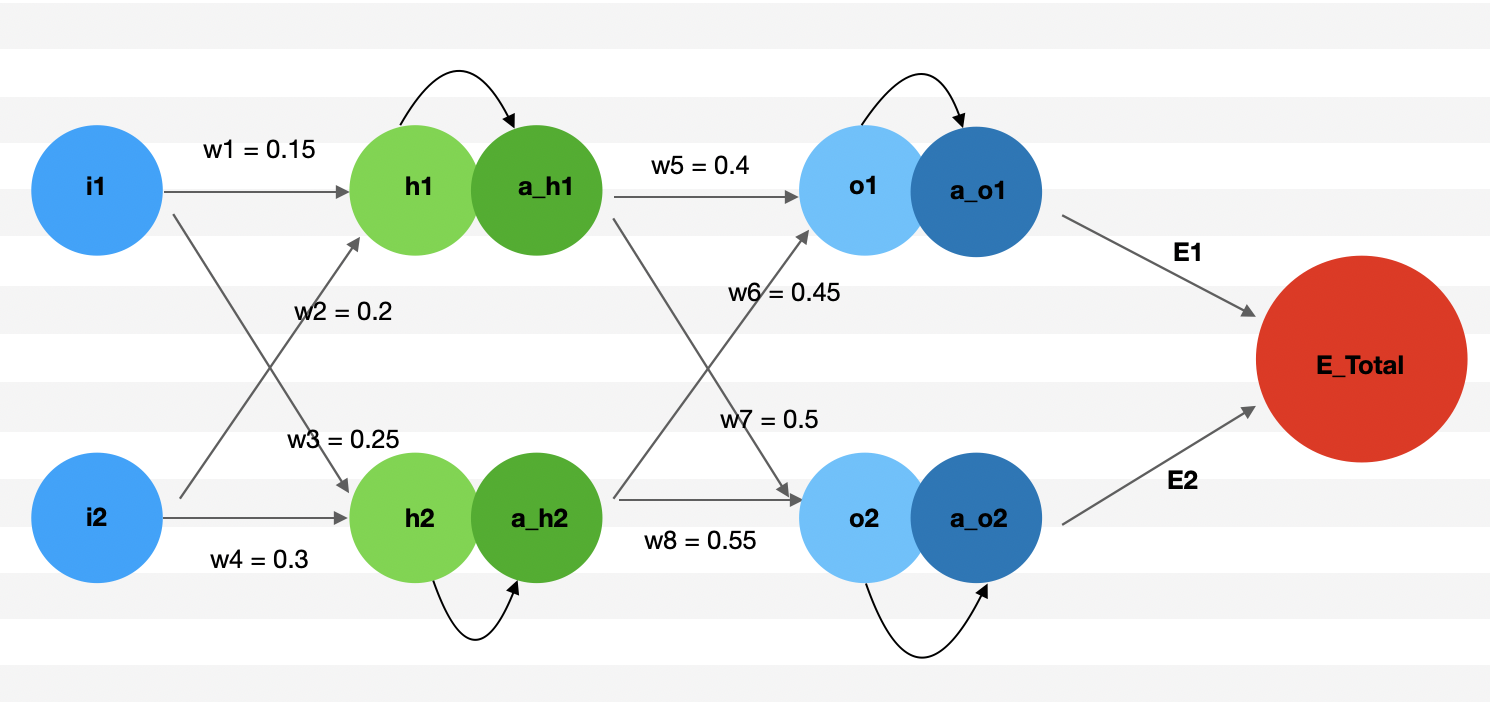 w1 = 0.15
w5 = 0.4
i1
h1
a_h1
o1
a_o1
E1
w2 = 0.2
w6 = 0.45
E_Total
w3 = 0.25
w7 = 0.5
E2
i2
h2
a_h2
o2
a_o2
w4 = 0.3
w8 = 0.55